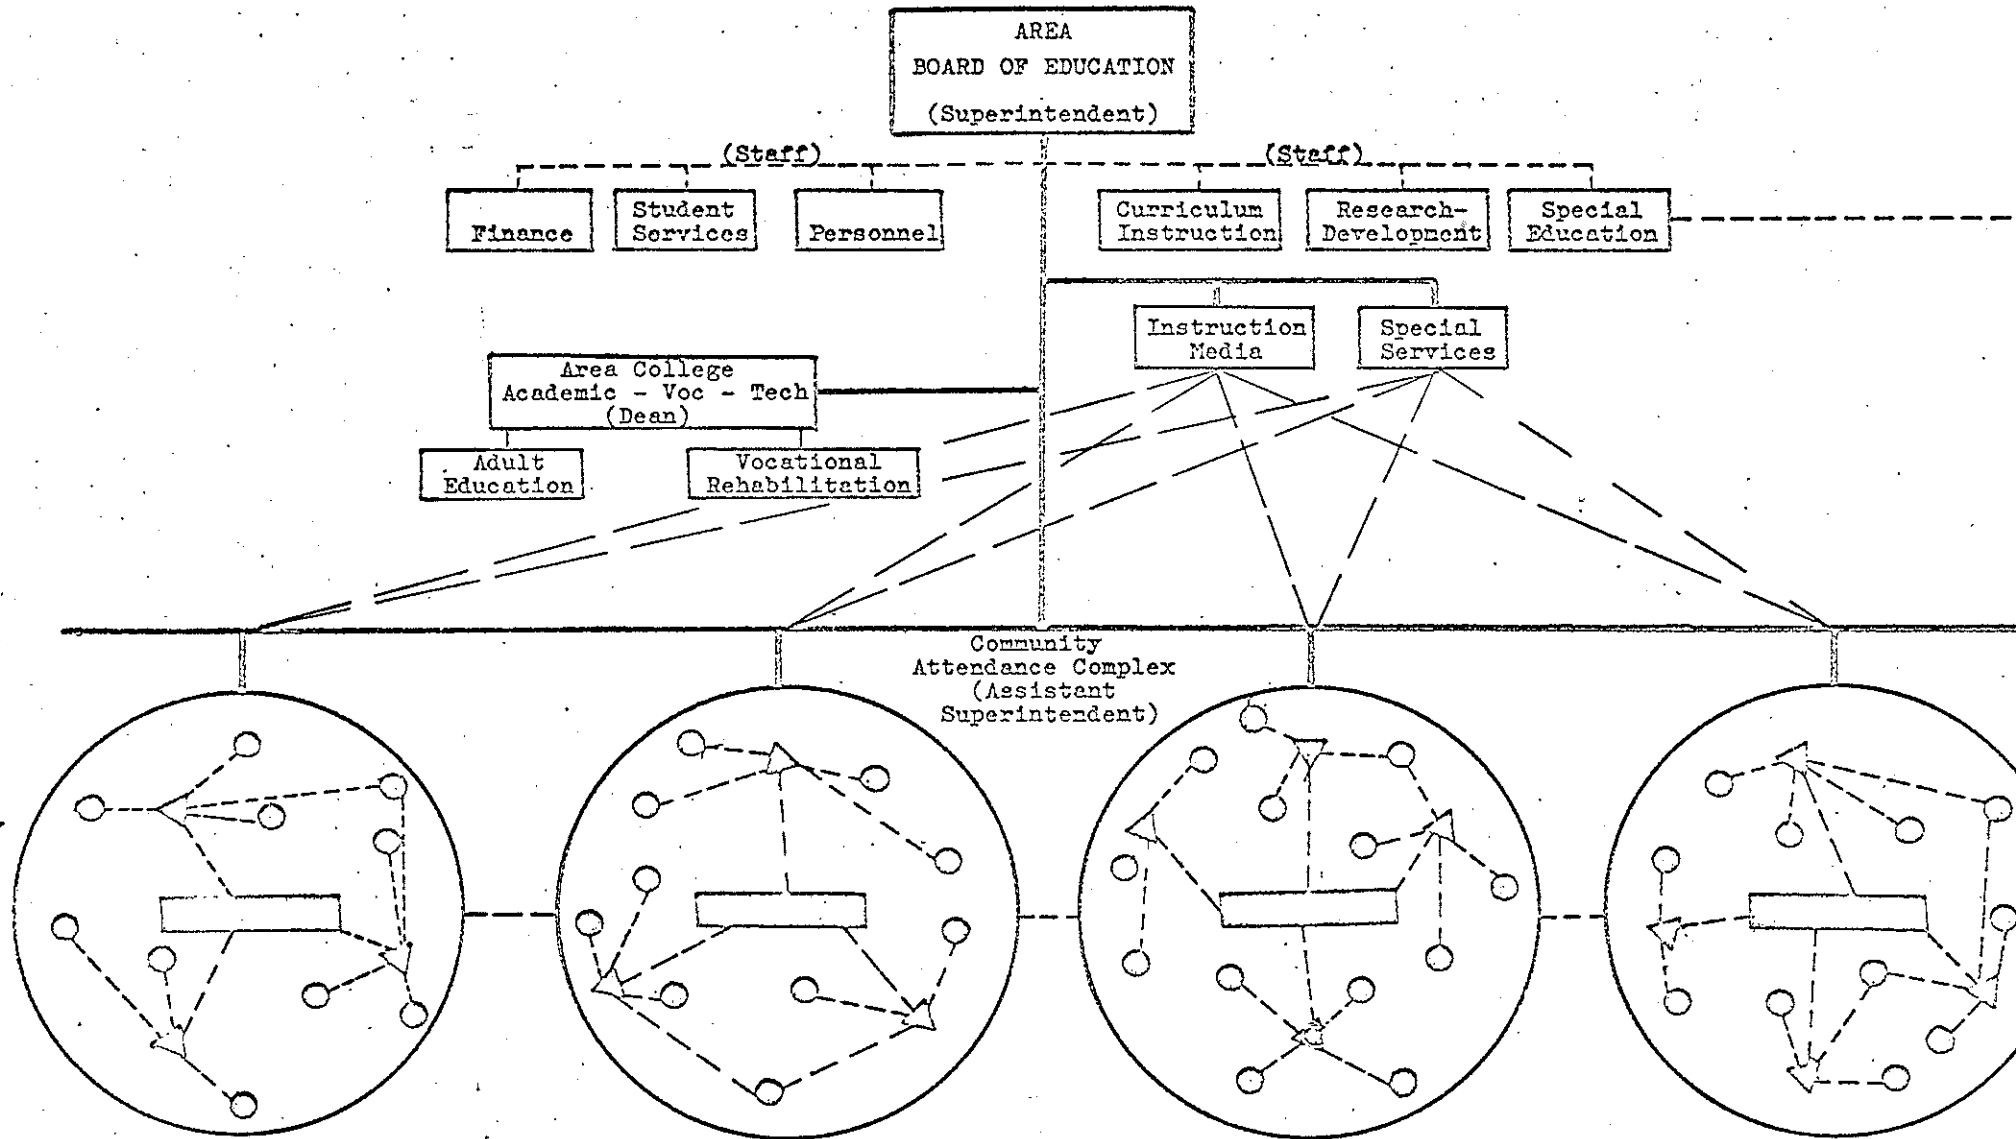 AREA
BOARD OF EDUCATION
(Superintendent)
(Staff)
(Staff)
Finance
Student
Services
Personnel
Curriculum
Instruction
Research-
Development
Special
Education
Instruction
Media
Special
Services
Area College
Academic - Voc - Tech
(Dean)
Adult
Education
Vocational
Rehabilitation
Community
Attendance Complex
(Assistant
Superintendent)